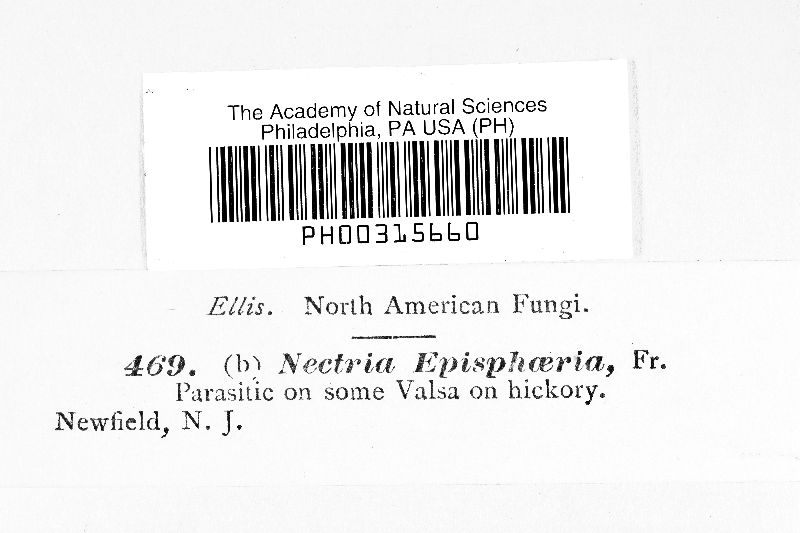 The Academy of Natural Sciences
Philadelphia, PA USA (PH)
PH00315660
Ellis. North American Fungi.
469. (b) Nectria Episphæria, Fr.
Parasitic on some Valsa on hickory.
Newfield, N. J.